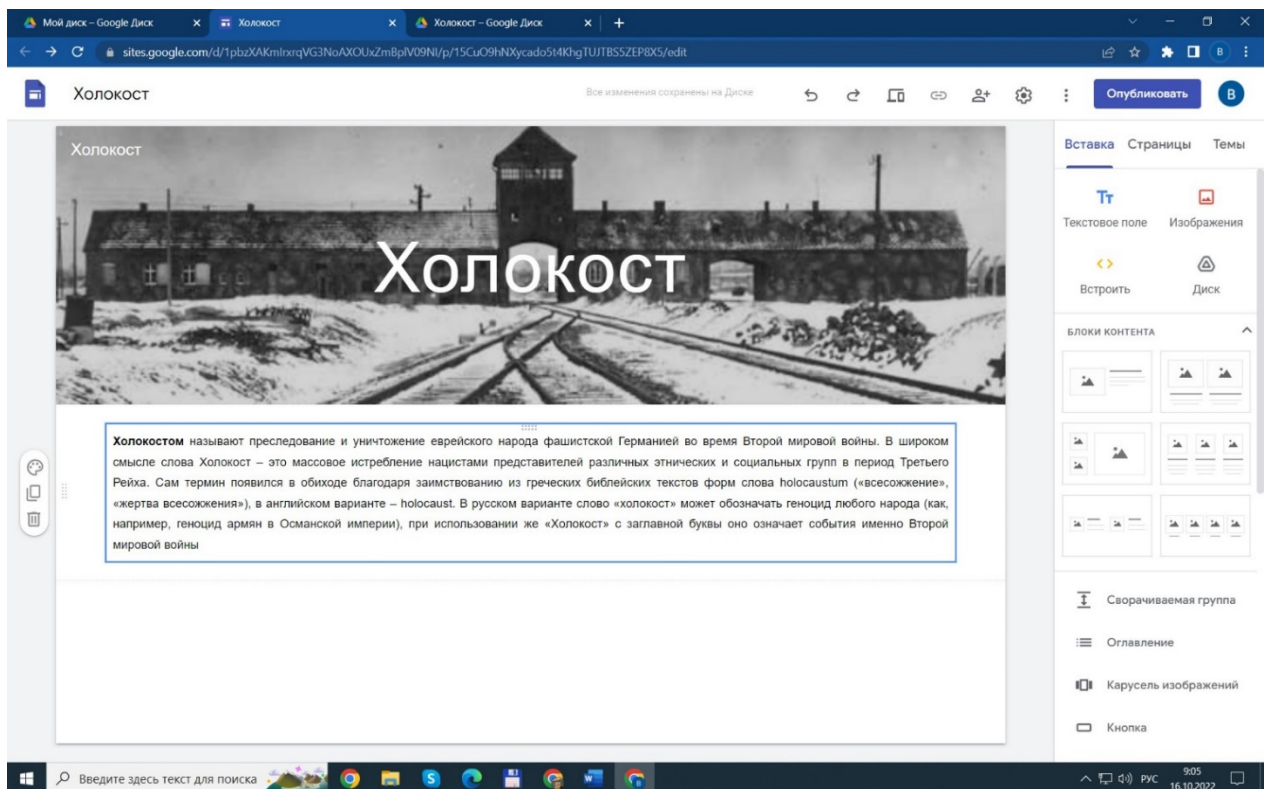 Мой диск – Google Диск
Холокост
Холокост – Google Диск
sites.google.com/d/1pbzXAKmlrxrqVG3NoAXOUxZmBplV09NI/p/15CuO9hNXycado5t4KhgTUJTBS5ZEP8X5/edit
В
Холокост
Все изменения сохранены на Диске
Опубликовать
В
Холокост
Холокост
Холокостом называют преследование и уничтожение еврейского народа фашистской Германией во время Второй мировой войны. В широком
смысле слова Холокост – это массовое истребление нацистами представителей различных этнических и социальных групп в период Третьего
Рейха. Сам термин появился в обиходе благодаря заимствованию из греческих библейских текстов форм слова holocaustum («всесожжение»,
«жертва всесожжения»), в английском варианте – holocaust. В русском варианте слово «холокост» может обозначать геноцид любого народа (как,
например, геноцид армян в Османской империи), при использовании же «Холокост» с заглавной буквы оно означает события именно Второй
мировой войны
Вставка Страницы Темы
Tт
Текстовое поле Изображения
Встроить Диск
БЛОКИ КОНТЕНТА
Сворачиваемая группа
Оглавление
Карусель изображений
Кнопка
Введите здесь текст для поиска
РУС
9:05
16.10.2022